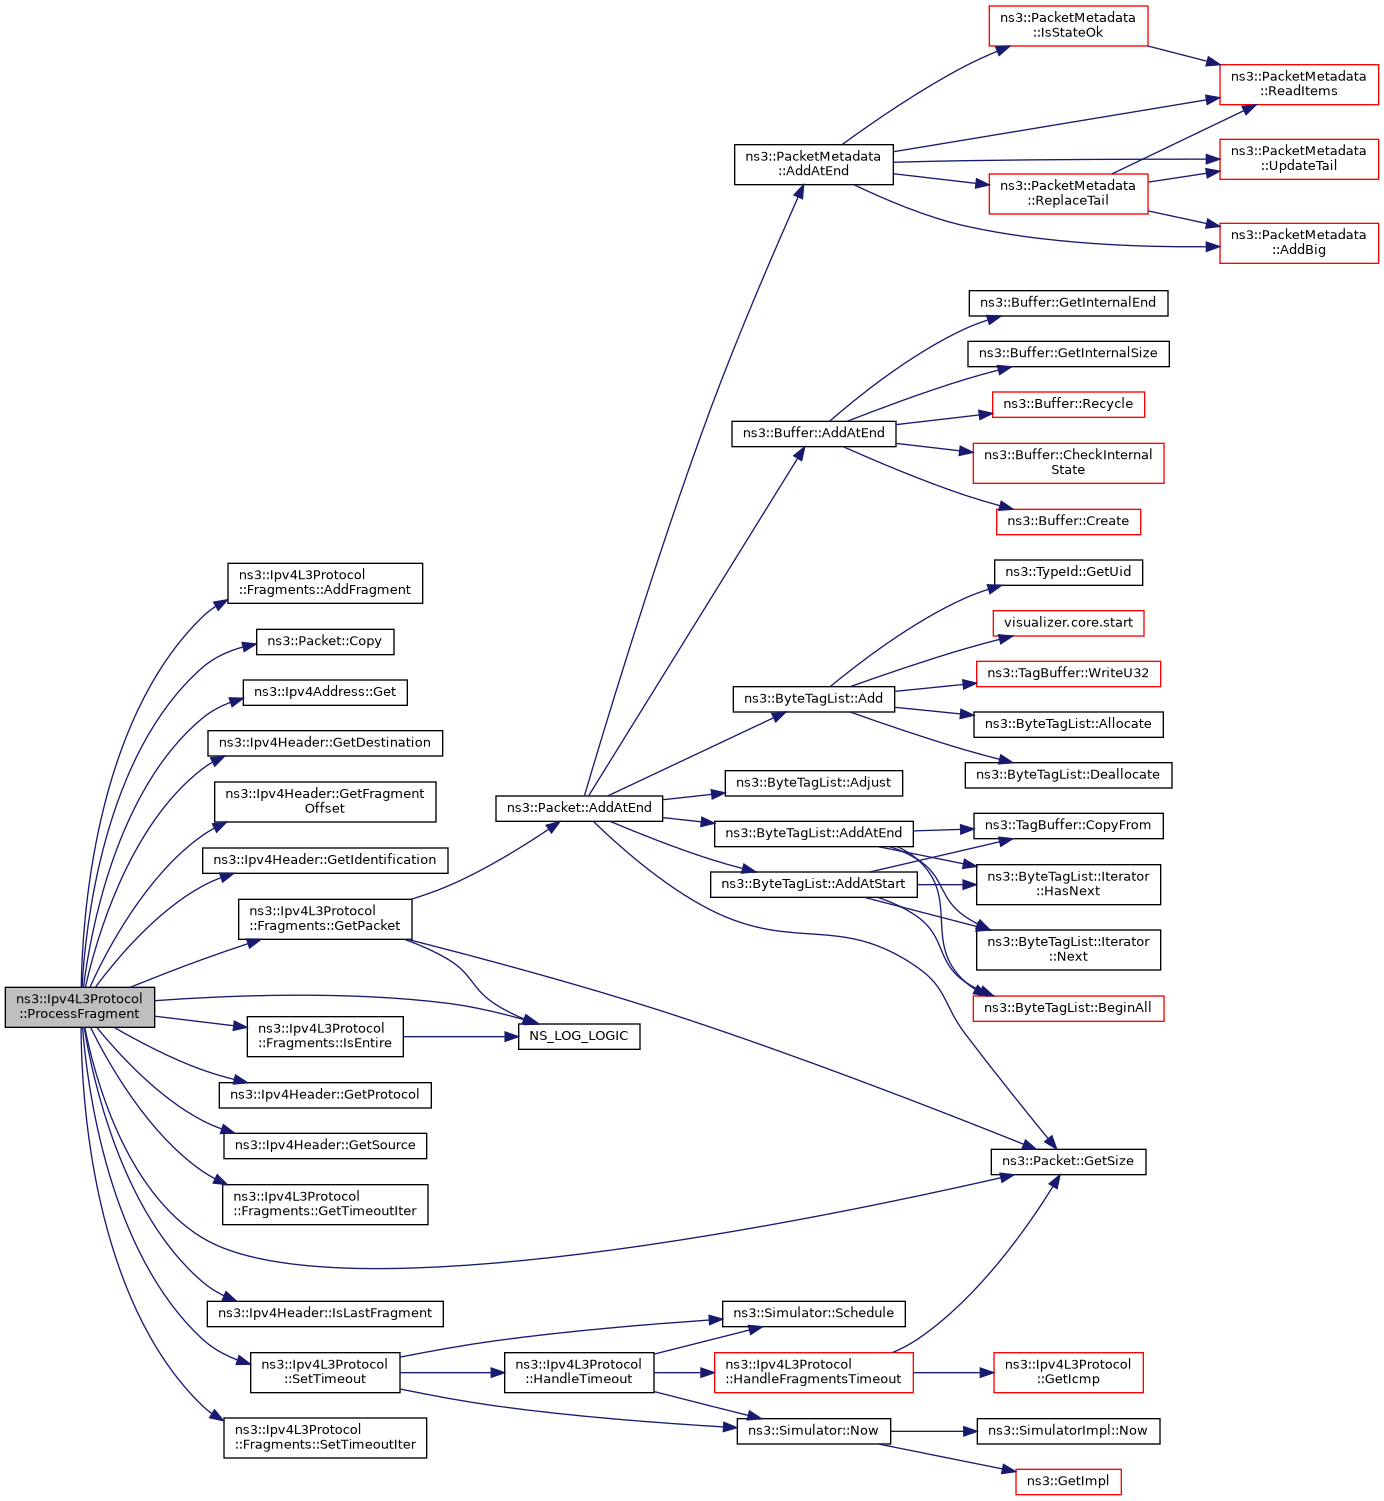 ns3::PacketMetadata
::IsStateOk
ns3::PacketMetadata
::ReadItems
ns3::PacketMetadata
::AddAtEnd
ns3::PacketMetadata
::UpdateTail
ns3::PacketMetadata
::ReplaceTail
ns3::PacketMetadata
::AddBig
ns3::Buffer::GetInternalEnd
ns3::Buffer::GetInternalSize
ns3::Buffer::Recycle
ns3::Buffer::AddAtEnd
ns3::Buffer::CheckInternal
State
ns3::Buffer::Create
ns3::Ipv4L3Protocol
::Fragments::AddFragment
ns3::TypeId::GetUid
visualizer.core.start
ns3::Packet::Copy
ns3::TagBuffer::WriteU32
ns3::Ipv4Address::Get
ns3::ByteTagList::Add
ns3::ByteTagList::Allocate
ns3::Ipv4Header::GetDestination
ns3::ByteTagList::Deallocate
ns3::ByteTagList::Adjust
ns3::Ipv4Header::GetFragment
Offset
ns3::Packet::AddAtEnd
ns3::ByteTagList::AddAtEnd
ns3::TagBuffer::CopyFrom
ns3::Ipv4Header::GetIdentification
ns3::ByteTagList::AddAtStart
ns3::ByteTagList::Iterator
::HasNext
ns3::Ipv4L3Protocol
::Fragments::GetPacket
ns3::ByteTagList::Iterator
::Next
ns3::Ipv4L3Protocol
::ProcessFragment
ns3::ByteTagList::BeginAll
ns3::Ipv4L3Protocol
::Fragments::IsEntire
NS_LOG_LOGIC
ns3::Ipv4Header::GetProtocol
ns3::Ipv4Header::GetSource
ns3::Packet::GetSize
ns3::Ipv4L3Protocol
::Fragments::GetTimeoutIter
ns3::Ipv4Header::IsLastFragment
ns3::Simulator::Schedule
ns3::Ipv4L3Protocol
::SetTimeout
ns3::Ipv4L3Protocol
::HandleTimeout
ns3::Ipv4L3Protocol
::HandleFragmentsTimeout
ns3::Ipv4L3Protocol
::GetIcmp
ns3::Ipv4L3Protocol
::Fragments::SetTimeoutIter
ns3::Simulator::Now
ns3::SimulatorImpl::Now
ns3::GetImpl